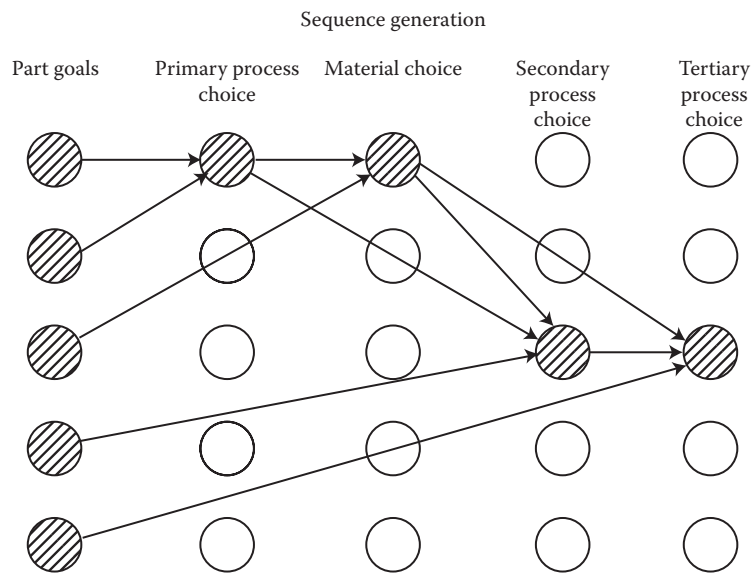 Sequence generation
Part goals
Primary process
choice
Material choice
Secondary
process
choice
Tertiary
process
choice